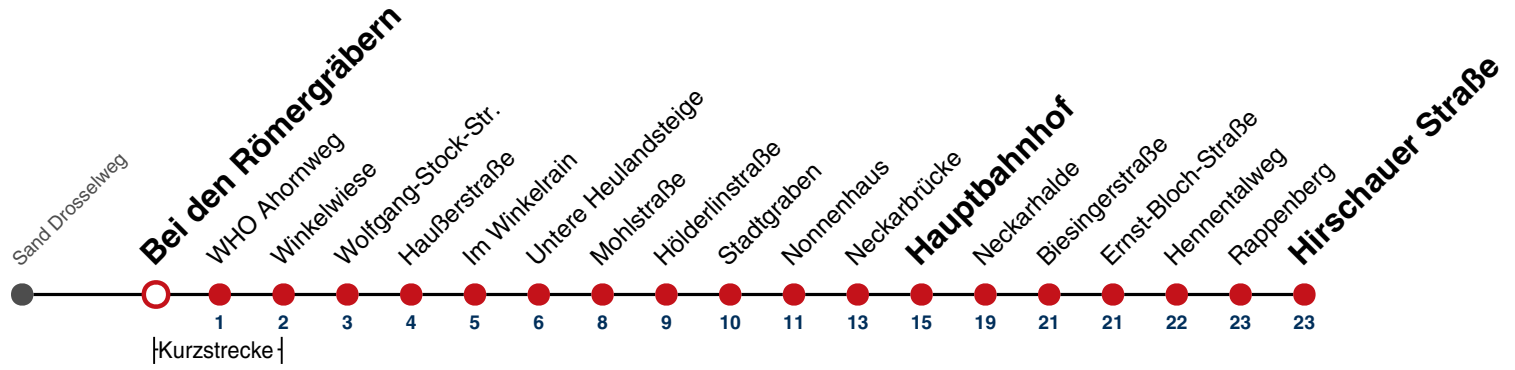 Sand Drosselweg
Bei den Römergräbern
WHO Ahornweg
Winkelwiese
Wolfgang-Stock-Str.
Haußerstraße
Im Winkelrain
Untere Heulandsteige
Mohlstraße
Hölderlinstraße
Stadtgraben
Nonnenhaus
Neckarbrücke
Hauptbahnhof
Neckarhalde
Biesingerstraße
Ernst-Bloch-Straße
Hennentalweg
Rappenberg
Hirschauer Straße
1 2 3 4 5 6 8 9 10 11 13 15 19 21 21 22 23 23
Kurzstrecke